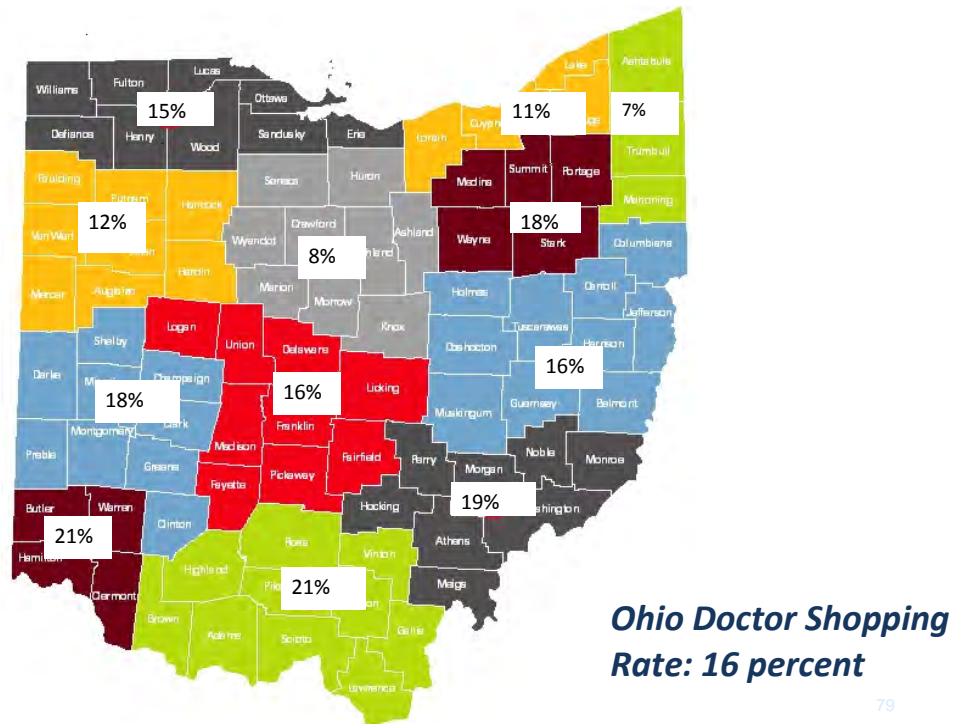 Lake
Ashtabula
Lucas
Fulton
Williams
Ottawa
11%
7%
15%
Defiance
Henry
Wood
Sandusky
Erie
Lorain
Trumbull
Paulding
Putnam
Hancock
Seneca
Huron
Medina
Summit
Portage
Mahoning
12%
Van Wert
Crawford
Ashland
Wayne
18%
Stark
Columbiana
Wyandot
8%
Hardin
Marion
Mercer
Auglaize
Morrow
Holmes
Carroll
Logan
Union
Knox
Tuscarawas
Jefferson
Shelby
Delaware
Coshocton
Harrison
Darke
Champaign
16%
Licking
16%
18%
Clark
Muskingum
Guernsey
Belmont
Montgomery
Franklin
Madison
Preble
Greene
Fairfield
Perry
Morgan
Noble
Monroe
Fayette
Pickaway
Butler
Warren
Hocking
19%
Clinton
21%
Ross
Athens
Hamilton
Vinton
Highland
21%
Meigs
Clermont
Brown
Adams
Scioto
Gallia
Lawrence
Ohio Doctor Shopping
Rate: 16 percent
79